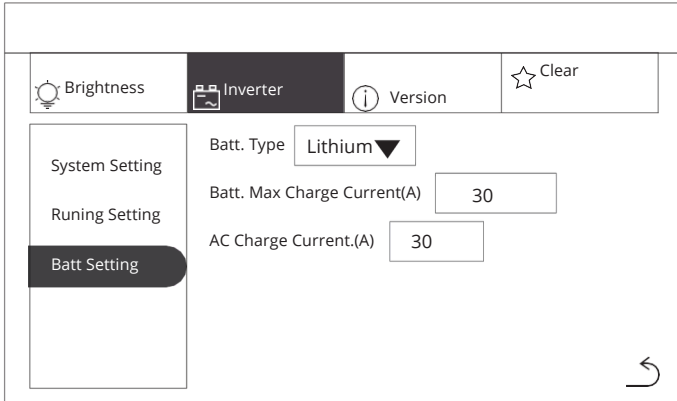 Brightness
Inverter
Version
Clear
System Setting
Runing Setting
Batt Setting
Batt. Type Lithium
Batt. Max Charge Current(A) 30
AC Charge Current.(A) 30